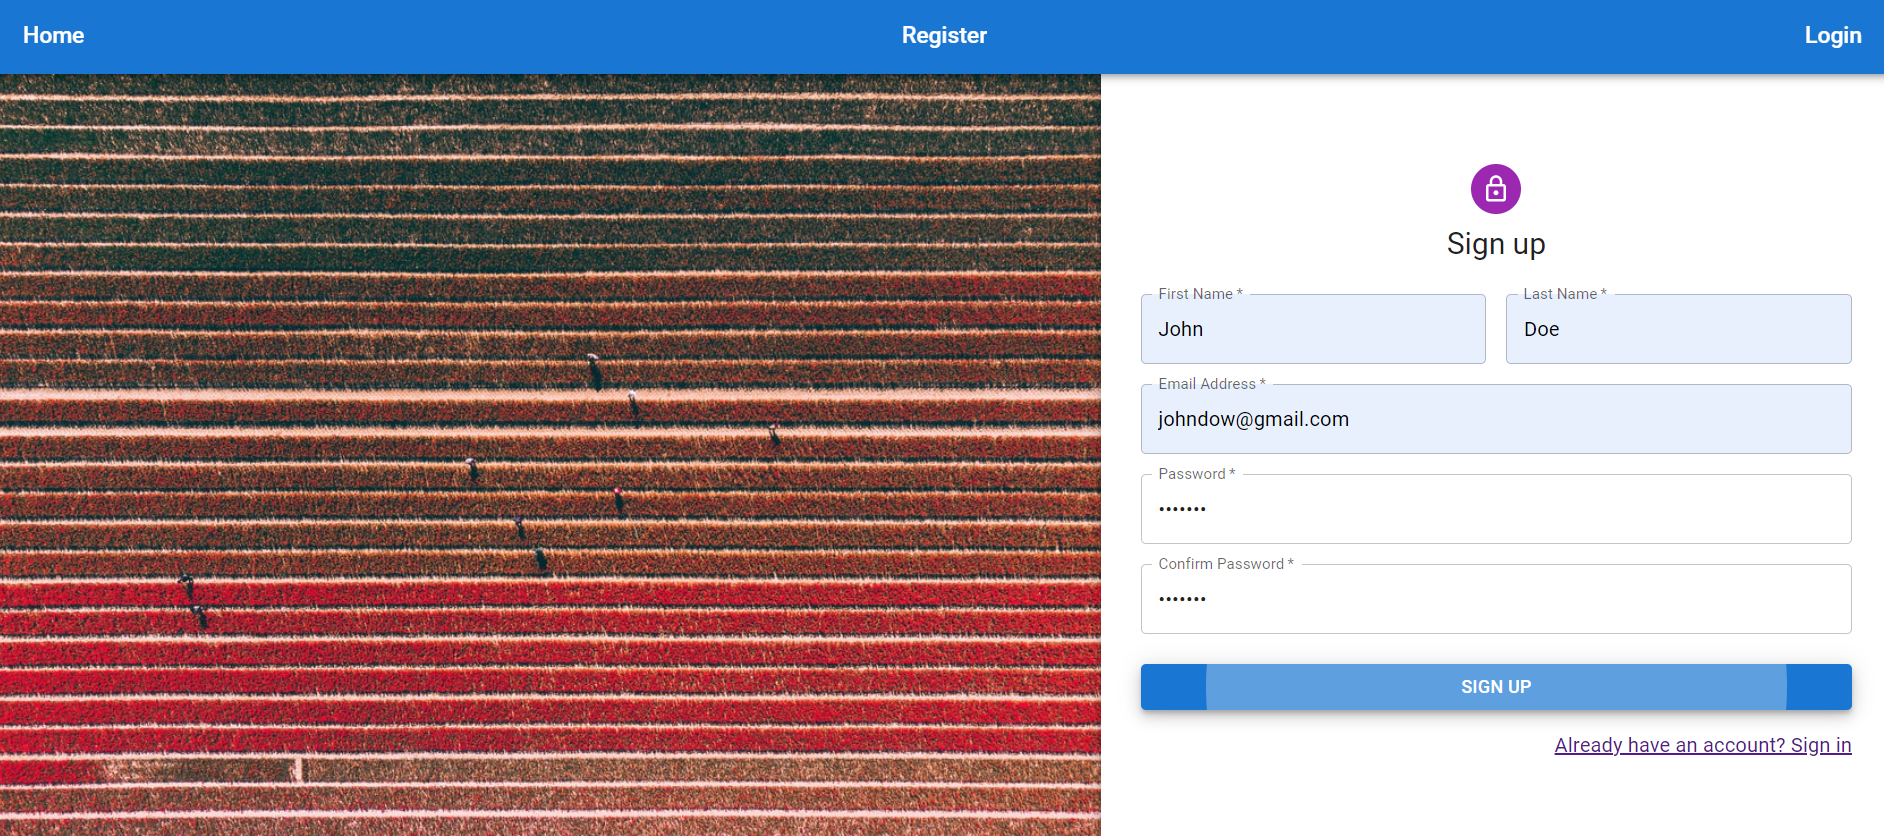 Home Register Login
Sign up
First Name * Last Name *
John Doe
Email Address *
johndow@gmail.com
Password *
•••••••
Confirm Password *
•••••••
SIGN UP
Already have an account? Sign in